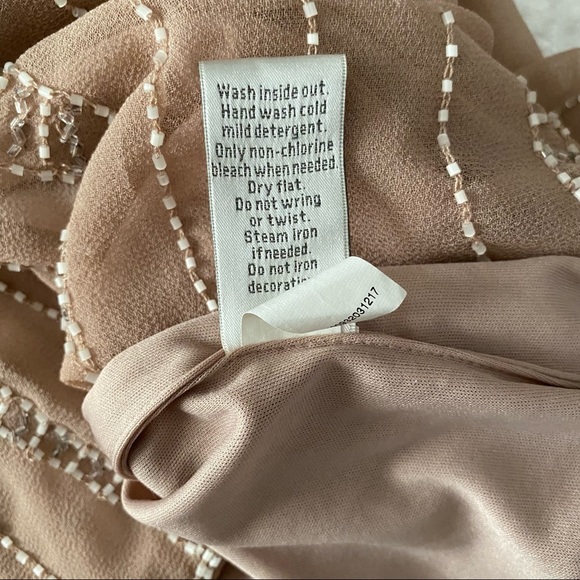 Wash inside out.
Hand wash cold
mild detergent.
Only non-chlorine
bleach when needed.
Dry flat.
Do not wring
or twist.
Steam Iron
if needed.
Do not Iron
2031217